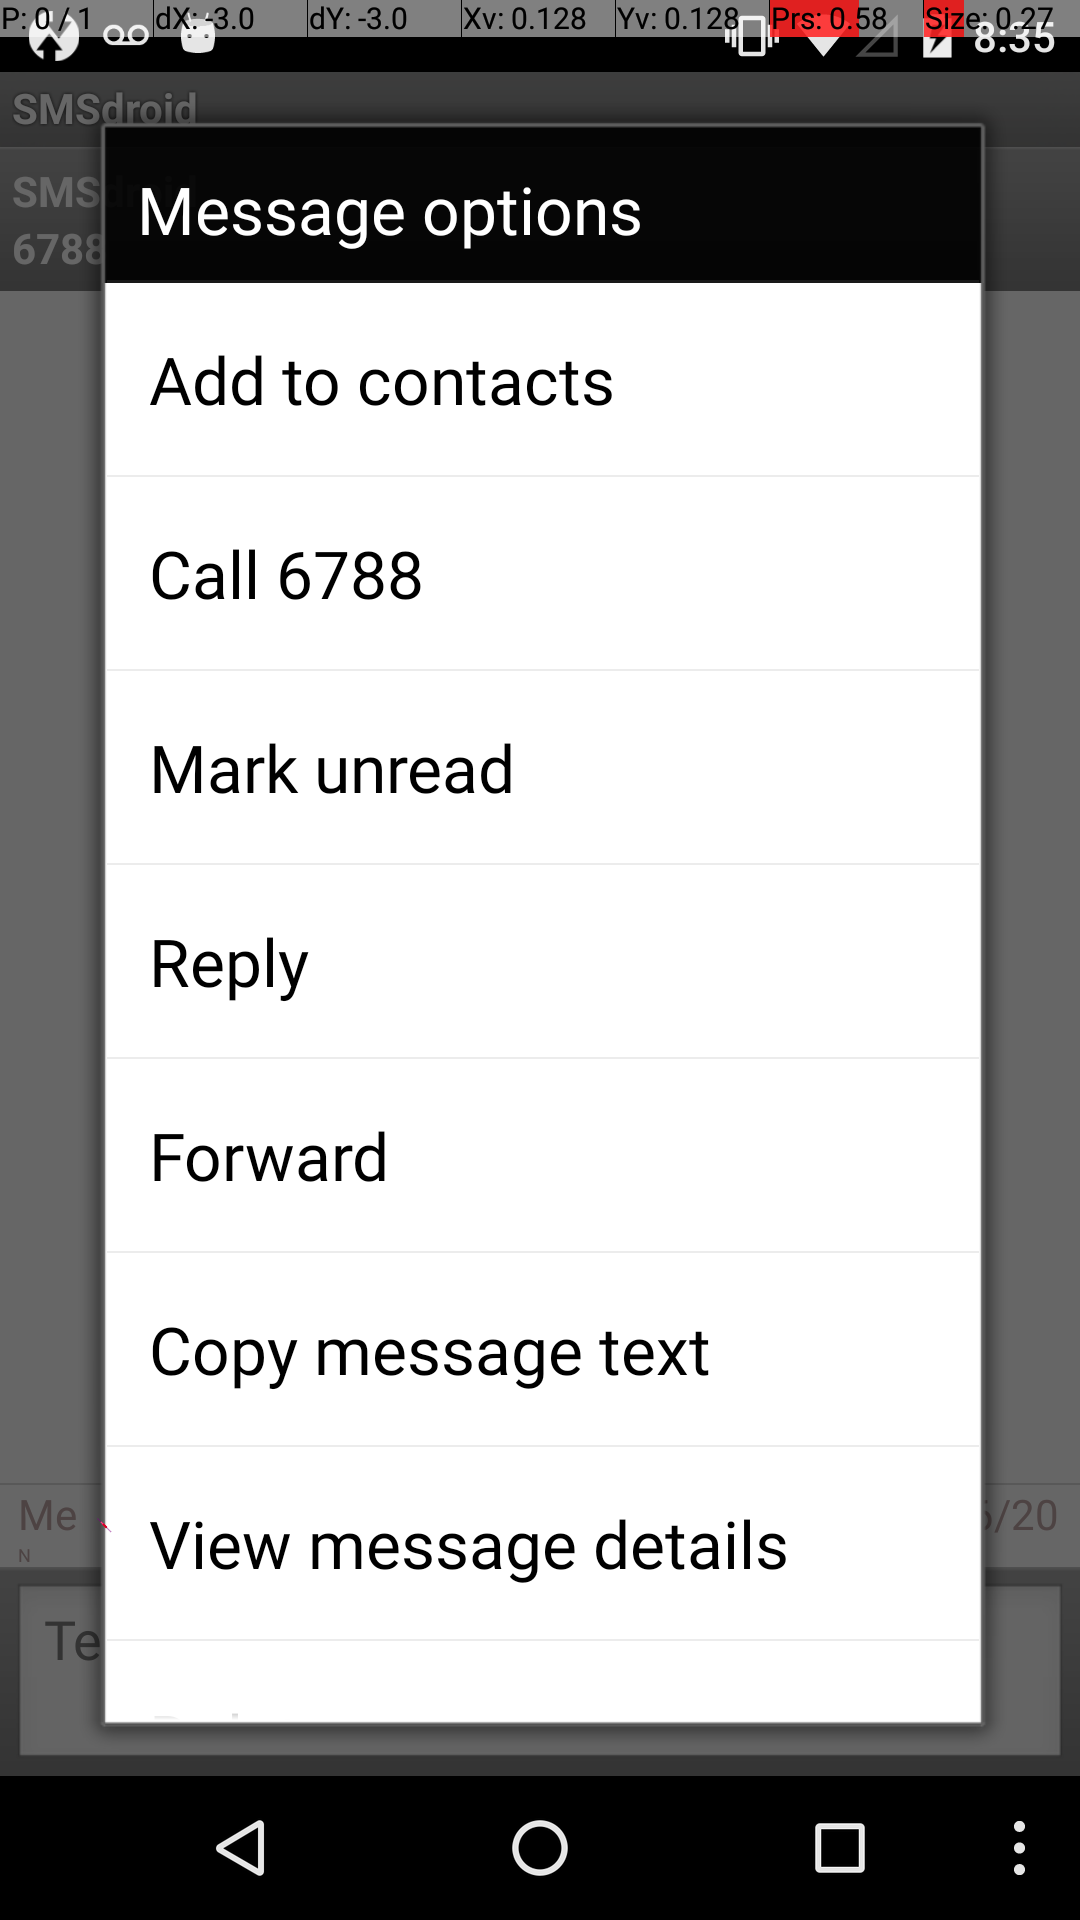 P: 0 / 1 dX: -3.0 dY: -3.0 Xv: 0.128 Yv: 0.128 Prs: 0.58 Size: 0.27
8:35
SMSdroid
SMSdroid
6788
Message options
Add to contacts
Call 6788
Mark unread
Reply
Forward
Copy message text
View message details
Me /20
N
Te